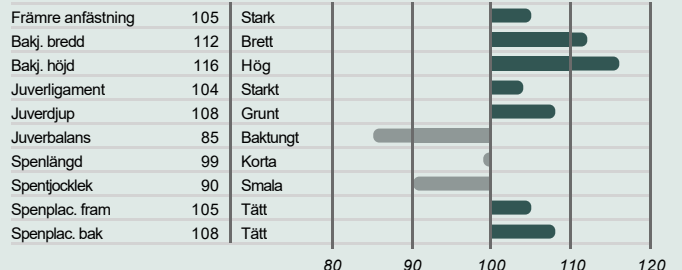 Främre anfästning 105 Stark
Bakj. bredd 112 Brett
Bakj. höjd 116 Hög
Juverligament 104 Starkt
Juverdjup 108 Grunt
Juverbalans 85 Baktungt
Spenlängd 99 Korta
Spentjocklek 90 Smala
Spenplac. fram 105 Tätt
Spenplac. bak 108 Tätt
80 90 100 110 120